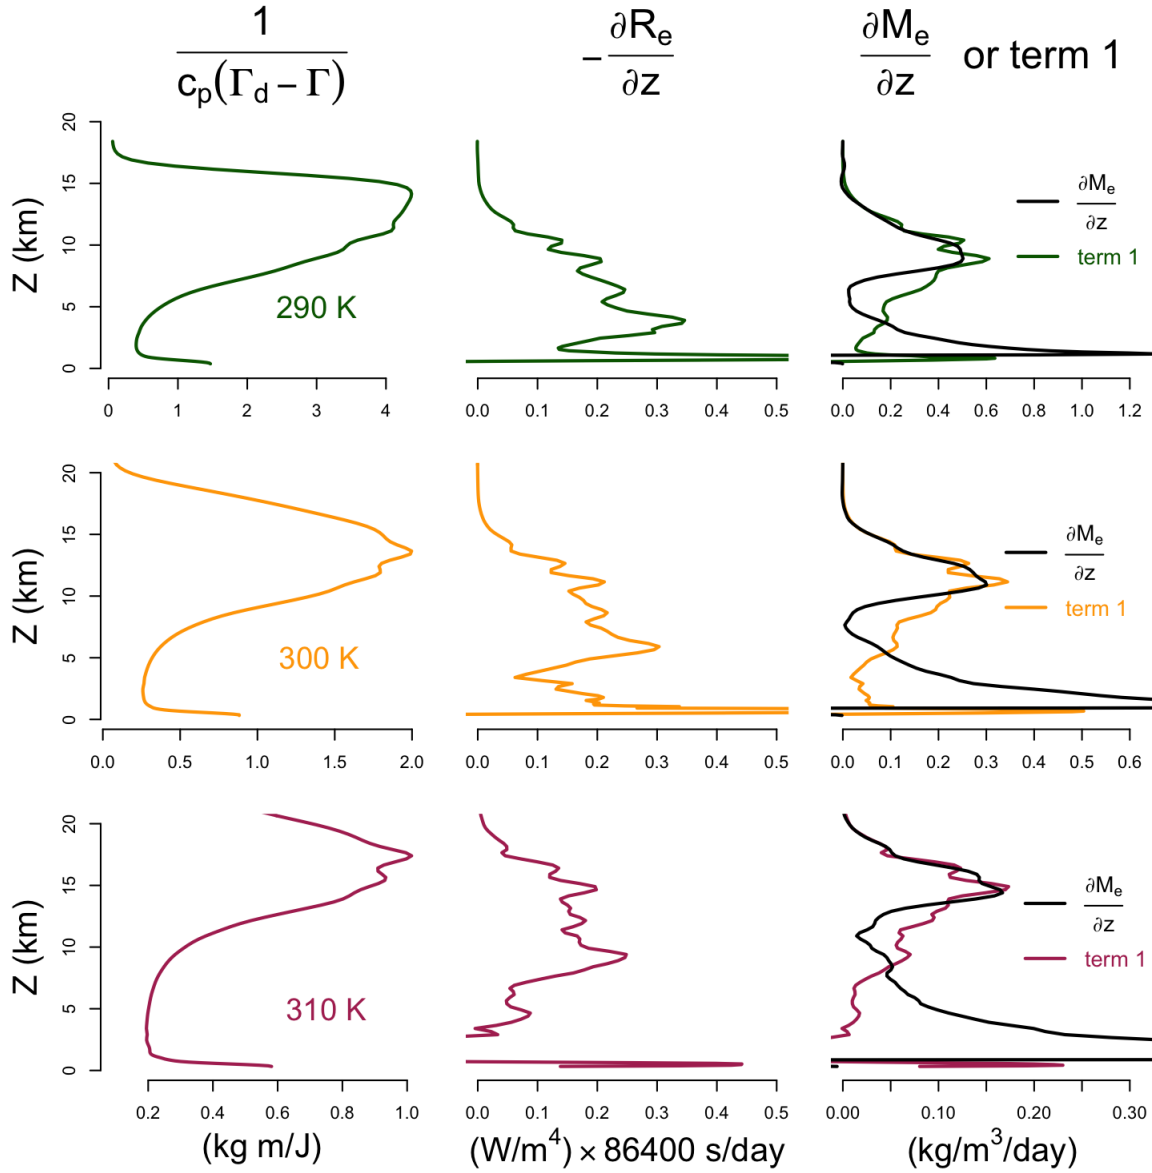 1 / c_p(Γ_d − Γ)
− ∂R_e / ∂z
∂M_e / ∂z or term 1
Z (km)
20
15
10
5
0
290 K
0 1 2 3 4
0.0 0.1 0.2 0.3 0.4 0.5
∂M_e / ∂z
term 1
0.0 0.2 0.4 0.6 0.8 1.0 1.2
Z (km)
20
15
10
5
0
300 K
0.0 0.5 1.0 1.5 2.0
0.0 0.1 0.2 0.3 0.4 0.5
∂M_e / ∂z
term 1
0.0 0.1 0.2 0.3 0.4 0.5 0.6
Z (km)
20
15
10
5
0
310 K
0.2 0.4 0.6 0.8 1.0
(kg m/J)
0.0 0.1 0.2 0.3 0.4 0.5
(W/m⁴) × 86400 s/day
∂M_e / ∂z
term 1
0.00 0.10 0.20 0.30
(kg/m³/day)